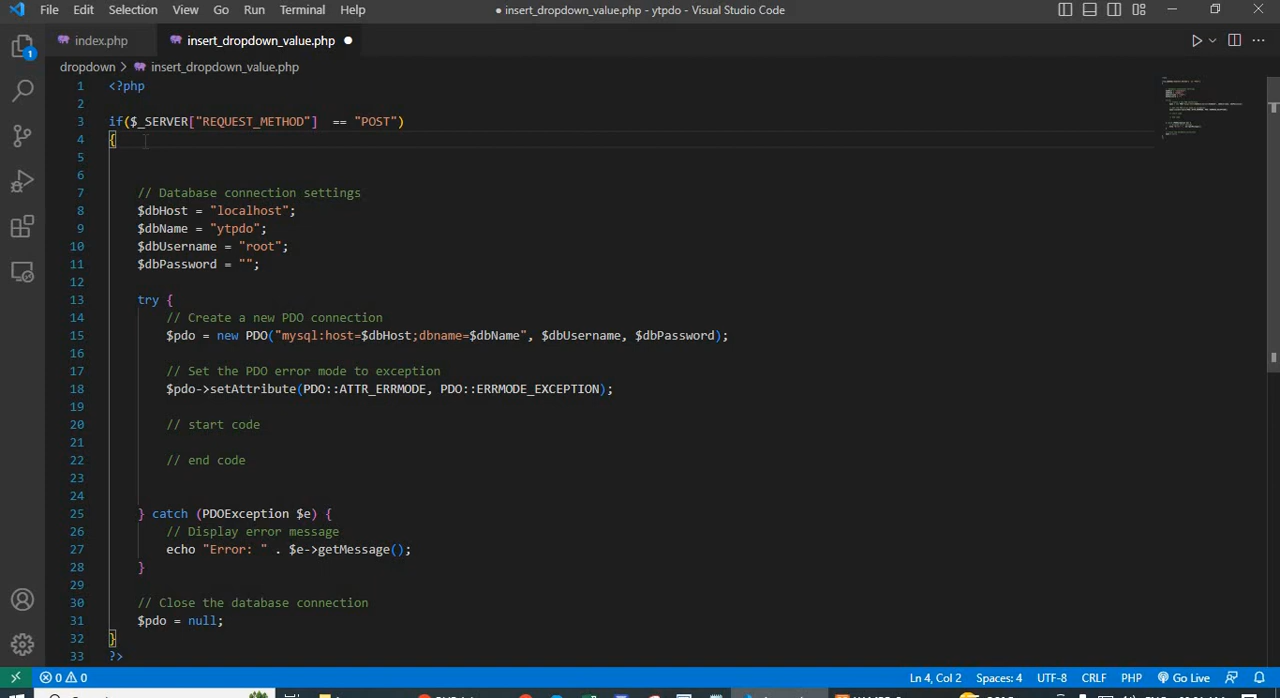 File Edit Selection View Go Run Terminal Help ● insert_dropdown_value.php - ytpdo - Visual Studio Code
index.php insert_dropdown_value.php ●
dropdown > insert_dropdown_value.php
1 <?php
2
3 if($_SERVER["REQUEST_METHOD"]  == "POST")
4 {
5
6
7 // Database connection settings
8 $dbHost = "localhost";
9 $dbName = "ytpdo";
10 $dbUsername = "root";
11 $dbPassword = "";
12
13 try {
14 // Create a new PDO connection
15 $pdo = new PDO("mysql:host=$dbHost;dbname=$dbName", $dbUsername, $dbPassword);
16
17 // Set the PDO error mode to exception
18 $pdo->setAttribute(PDO::ATTR_ERRMODE, PDO::ERRMODE_EXCEPTION);
19
20 // start code
21
22 // end code
23
24
25 } catch (PDOException $e) {
26 // Display error message
27 echo "Error: " . $e->getMessage();
28 }
29
30 // Close the database connection
31 $pdo = null;
32 }
33 ?>
1
0 0 Ln 4, Col 2 Spaces: 4 UTF-8 CRLF PHP Go Live